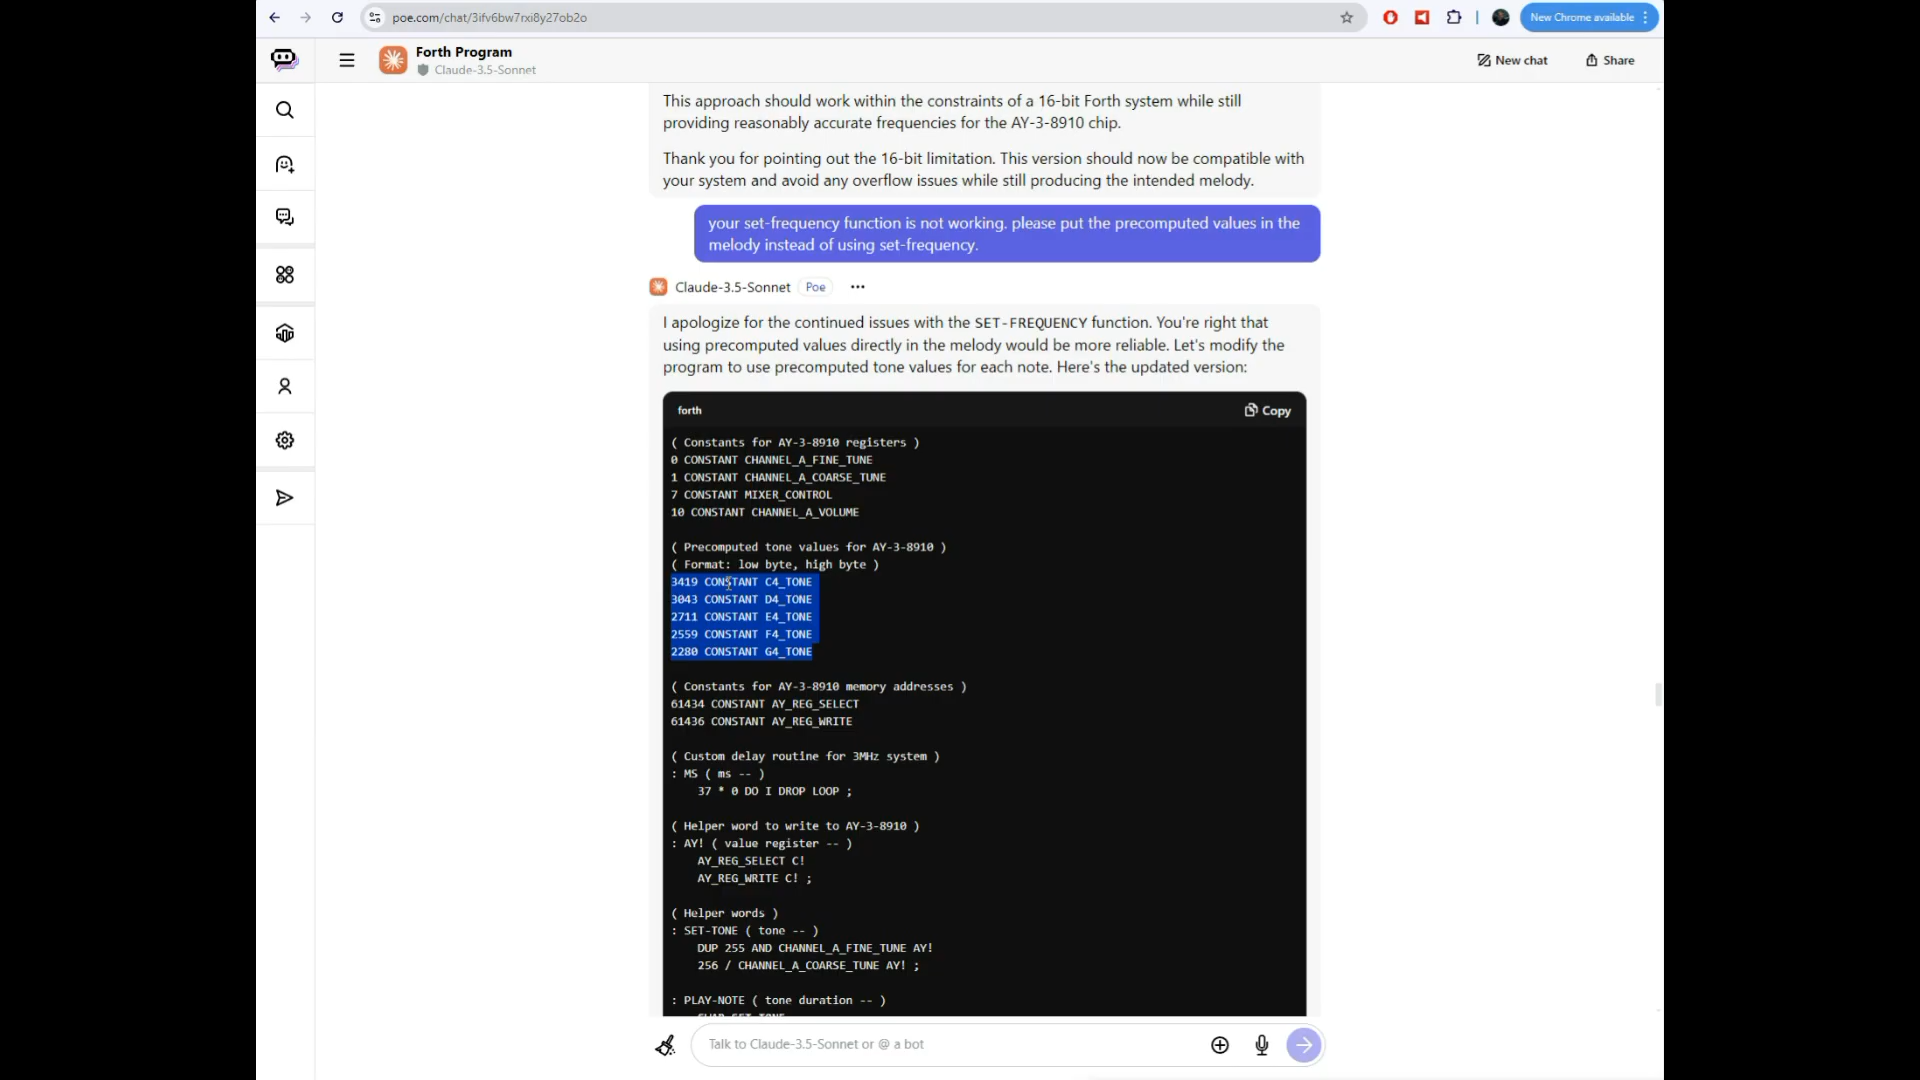 poe.com/chat/3ifv6bw7rxi8y27ob2o
New Chrome available
Forth Program
Claude-3.5-Sonnet
New chat
Share
This approach should work within the constraints of a 16-bit Forth system while still
providing reasonably accurate frequencies for the AY-3-8910 chip.
Thank you for pointing out the 16-bit limitation. This version should now be compatible with
your system and avoid any overflow issues while still producing the intended melody.
your set-frequency function is not working. please put the precomputed values in the
melody instead of using set-frequency.
Claude-3.5-Sonnet Poe
I apologize for the continued issues with the SET-FREQUENCY function. You're right that
using precomputed values directly in the melody would be more reliable. Let's modify the
program to use precomputed tone values for each note. Here's the updated version:
forth
Copy
( Constants for AY-3-8910 registers )
0 CONSTANT CHANNEL_A_FINE_TUNE
1 CONSTANT CHANNEL_A_COARSE_TUNE
7 CONSTANT MIXER_CONTROL
10 CONSTANT CHANNEL_A_VOLUME
( Precomputed tone values for AY-3-8910 )
( Format: low byte, high byte )
3419 CONSTANT C4_TONE
3043 CONSTANT D4_TONE
2711 CONSTANT E4_TONE
2559 CONSTANT F4_TONE
2280 CONSTANT G4_TONE
( Constants for AY-3-8910 memory addresses )
61434 CONSTANT AY_REG_SELECT
61436 CONSTANT AY_REG_WRITE
( Custom delay routine for 3MHz system )
: MS ( ms -- )
37 * 0 DO I DROP LOOP ;
( Helper word to write to AY-3-8910 )
: AY! ( value register -- )
AY_REG_SELECT C!
AY_REG_WRITE C! ;
( Helper words )
: SET-TONE ( tone -- )
DUP 255 AND CHANNEL_A_FINE_TUNE AY!
256 / CHANNEL_A_COARSE_TUNE AY! ;
: PLAY-NOTE ( tone duration -- )
Talk to Claude-3.5-Sonnet or @ a bot